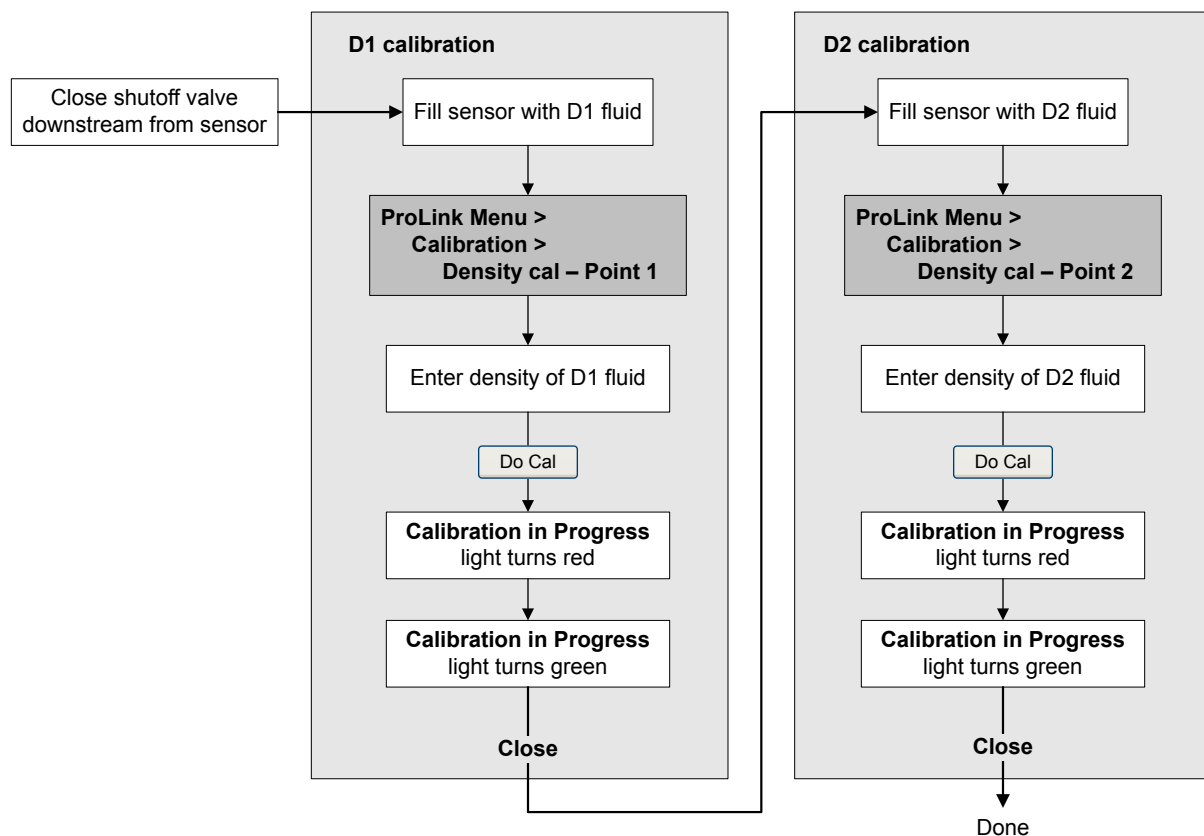 Close shutoff valve
downstream from sensor
D1 calibration
Fill sensor with D1 fluid
ProLink Menu >
Calibration >
Density cal – Point 1
Enter density of D1 fluid
Do Cal
Calibration in Progress
light turns red
Calibration in Progress
light turns green
Close
D2 calibration
Fill sensor with D2 fluid
ProLink Menu >
Calibration >
Density cal – Point 2
Enter density of D2 fluid
Do Cal
Calibration in Progress
light turns red
Calibration in Progress
light turns green
Close
Done